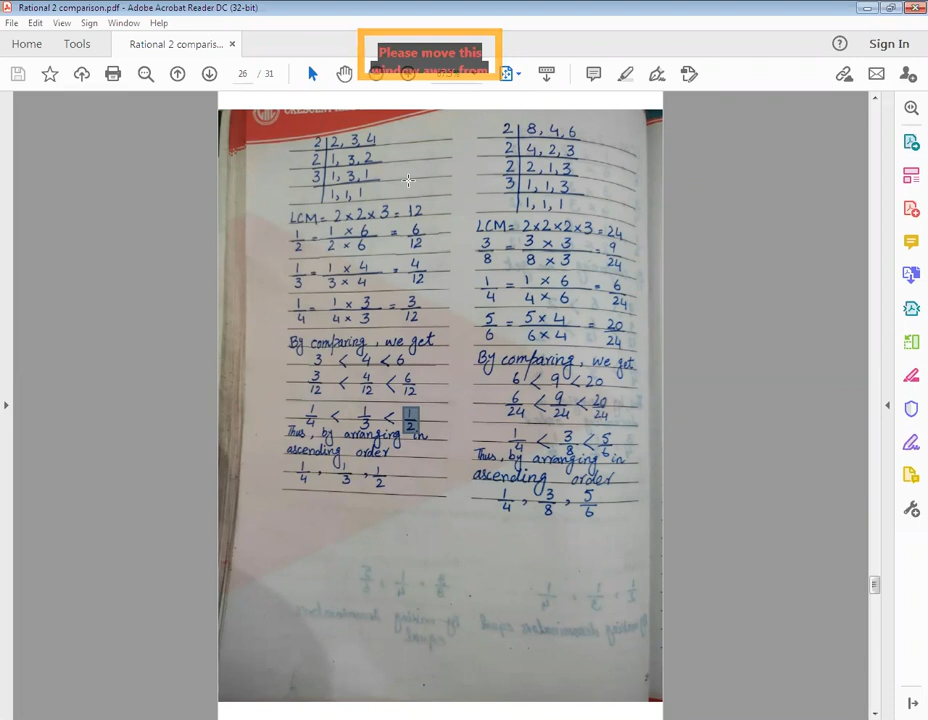 Rational 2 comparison.pdf - Adobe Acrobat Reader DC (32-bit)
File Edit View Sign Window Help
Home Tools Rational 2 comparis... × Sign In
Please move this
window away from
26 / 31
2 | 2, 3, 4
2 | 1, 3, 2
3 | 1, 3, 1
| 1, 1, 1
LCM = 2 × 2 × 3 = 12
1/2 = 1 × 6 / 2 × 6 = 6/12
1/3 = 1 × 4 / 3 × 4 = 4/12
1/4 = 1 × 3 / 4 × 3 = 3/12
By comparing, we get
3 < 4 < 6
3/12 < 4/12 < 6/12
1/4 < 1/3 < 1/2
Thus, by arranging in
ascending order
1/4, 1/3, 1/2
2 | 8, 4, 6
2 | 4, 2, 3
2 | 2, 1, 3
3 | 1, 1, 3
| 1, 1, 1
LCM = 2×2×2×3 = 24
3/8 = 3 × 3 / 8 × 3 = 9/24
1/4 = 1 × 6 / 4 × 6 = 6/24
5/6 = 5 × 4 / 6 × 4 = 20/24
By comparing, we get
6 < 9 < 20
6/24 < 9/24 < 20/24
1/4 < 3/8 < 5/6
Thus, by arranging in
ascending order
1/4, 3/8, 5/6